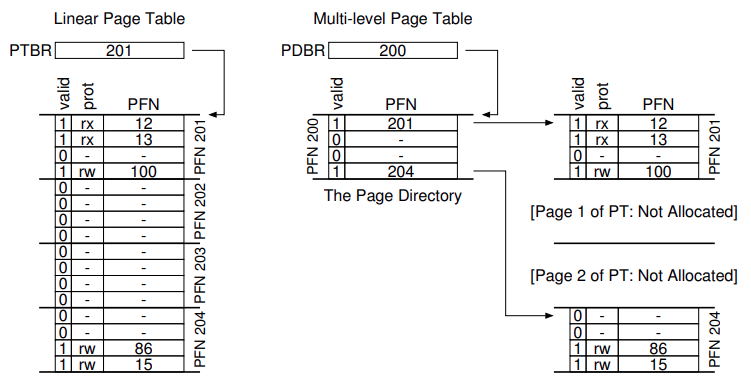 Linear Page Table
PTBR 201
valid prot PFN
1 rx 12
1 rx 13
0 - -
1 rw 100
PFN 201
0 - -
0 - -
0 - -
0 - -
PFN 202
0 - -
0 - -
0 - -
0 - -
PFN 203
0 - -
0 - -
1 rw 86
1 rw 15
PFN 204
Multi-level Page Table
PDBR 200
valid PFN
PFN 200
1 201
0 -
0 -
1 204
The Page Directory
valid prot PFN
1 rx 12
1 rx 13
0 - -
1 rw 100
PFN 201
[Page 1 of PT: Not Allocated]
[Page 2 of PT: Not Allocated]
0 - -
0 - -
1 rw 86
1 rw 15
PFN 204